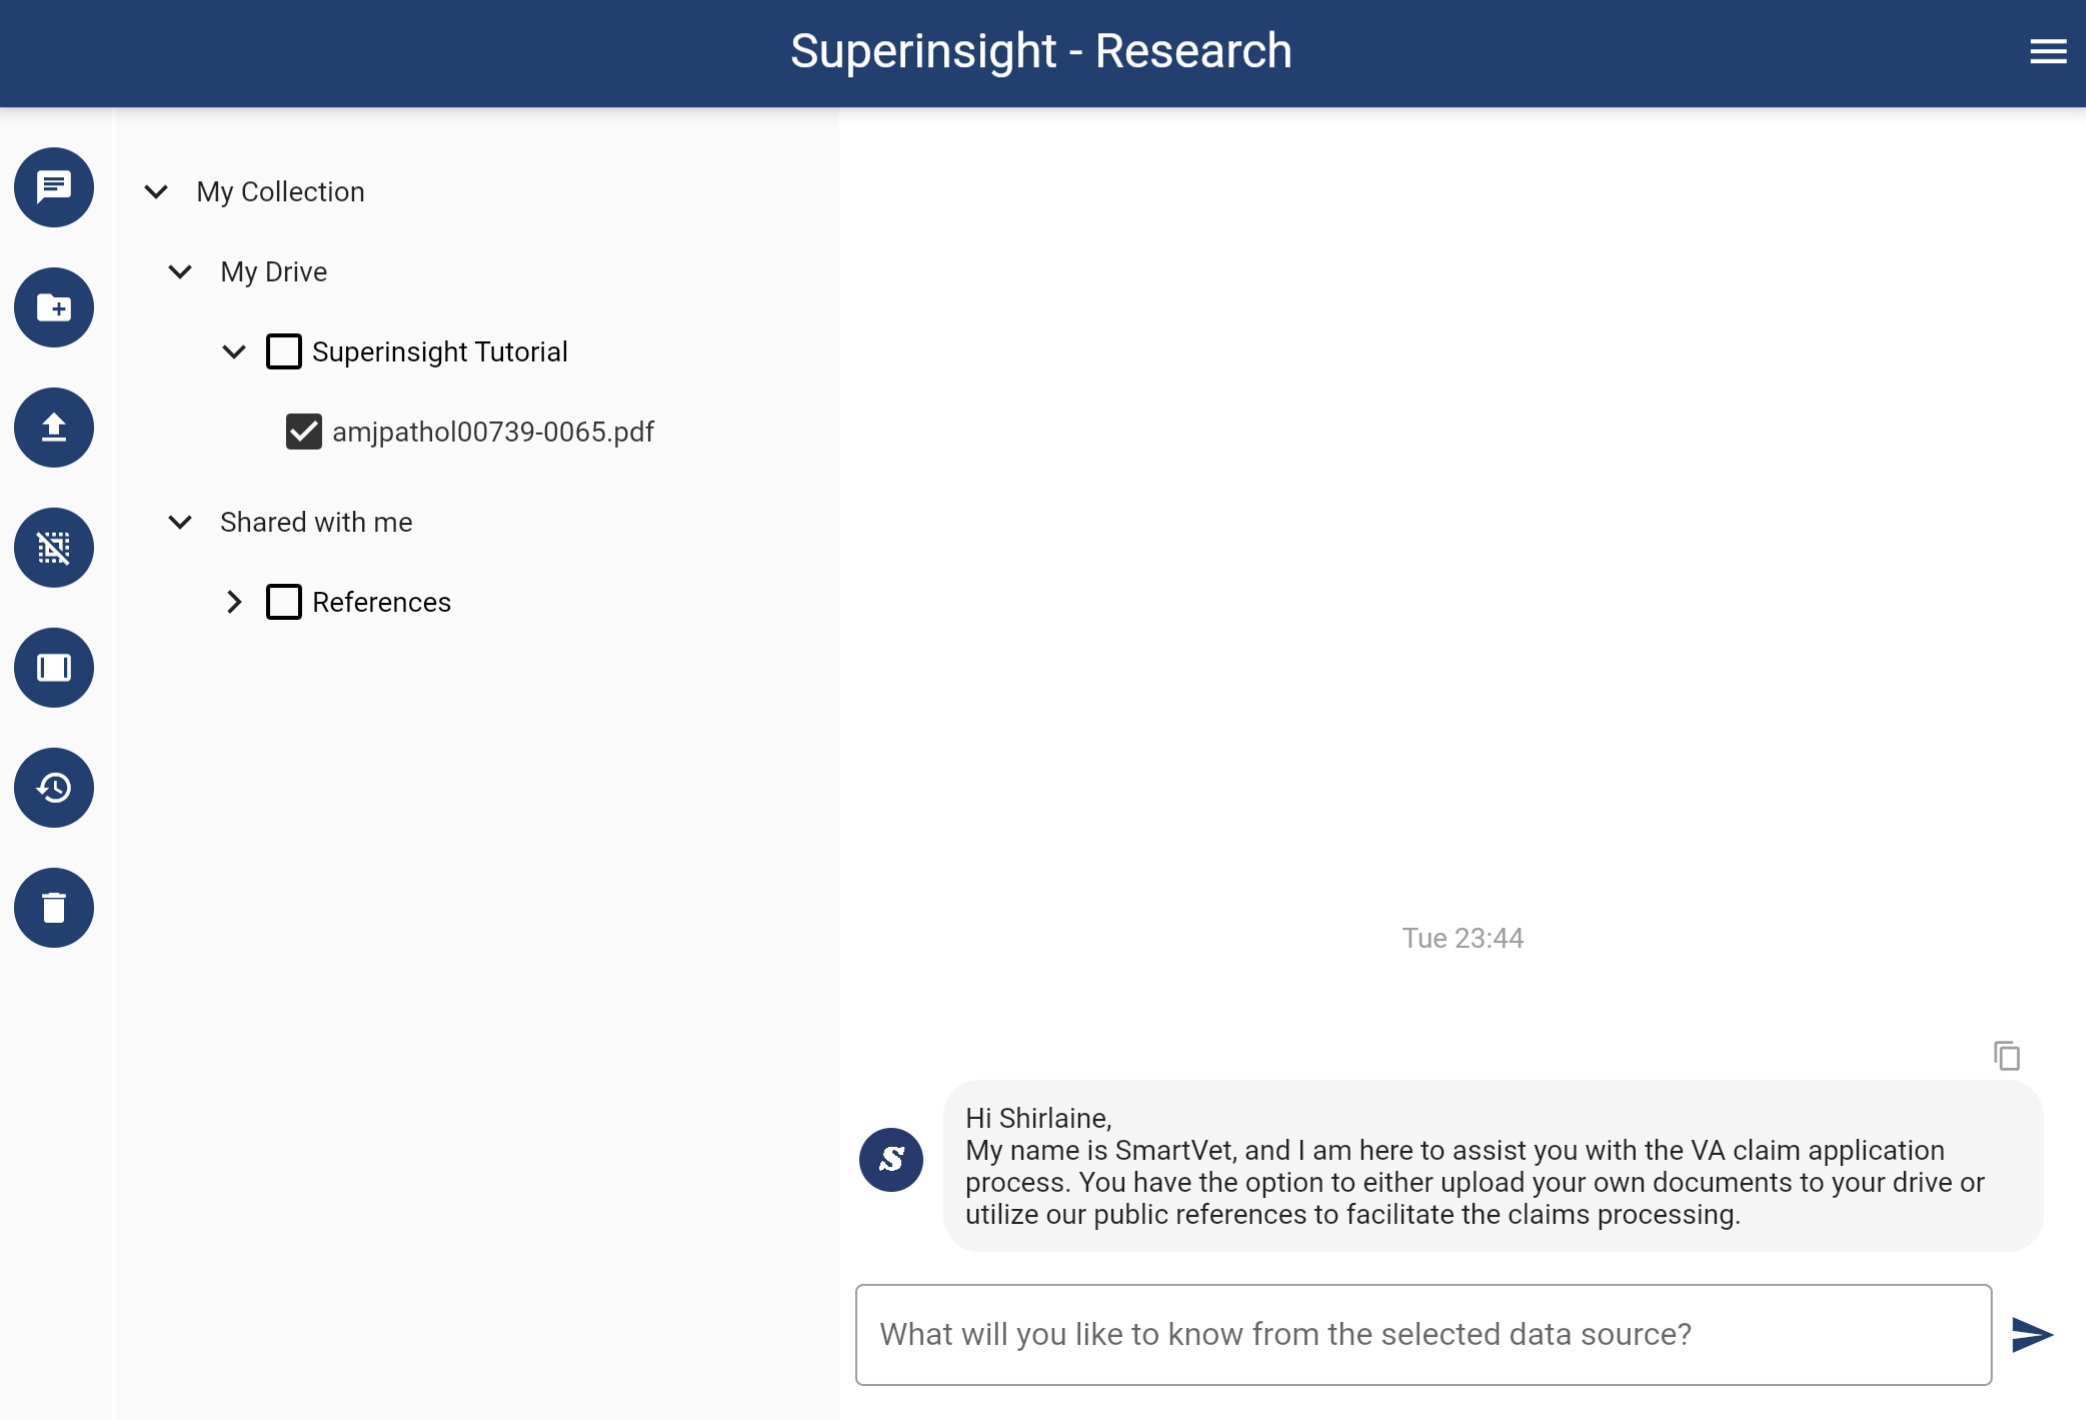 Superinsight - Research
My Collection
My Drive
Superinsight Tutorial
amjpathol00739-0065.pdf
Shared with me
References
Tue 23:44
S
Hi Shirlaine,
My name is SmartVet, and I am here to assist you with the VA claim application
process. You have the option to either upload your own documents to your drive or
utilize our public references to facilitate the claims processing.
What will you like to know from the selected data source?